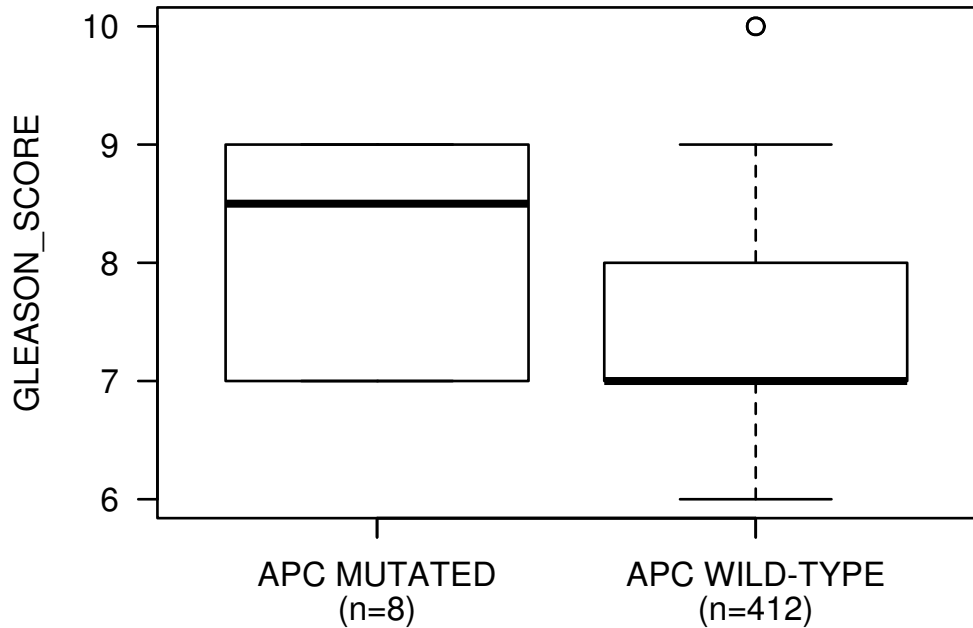 GLEASON_SCORE
10
9
8
7
6
APC MUTATED
(n=8)
APC WILD-TYPE
(n=412)